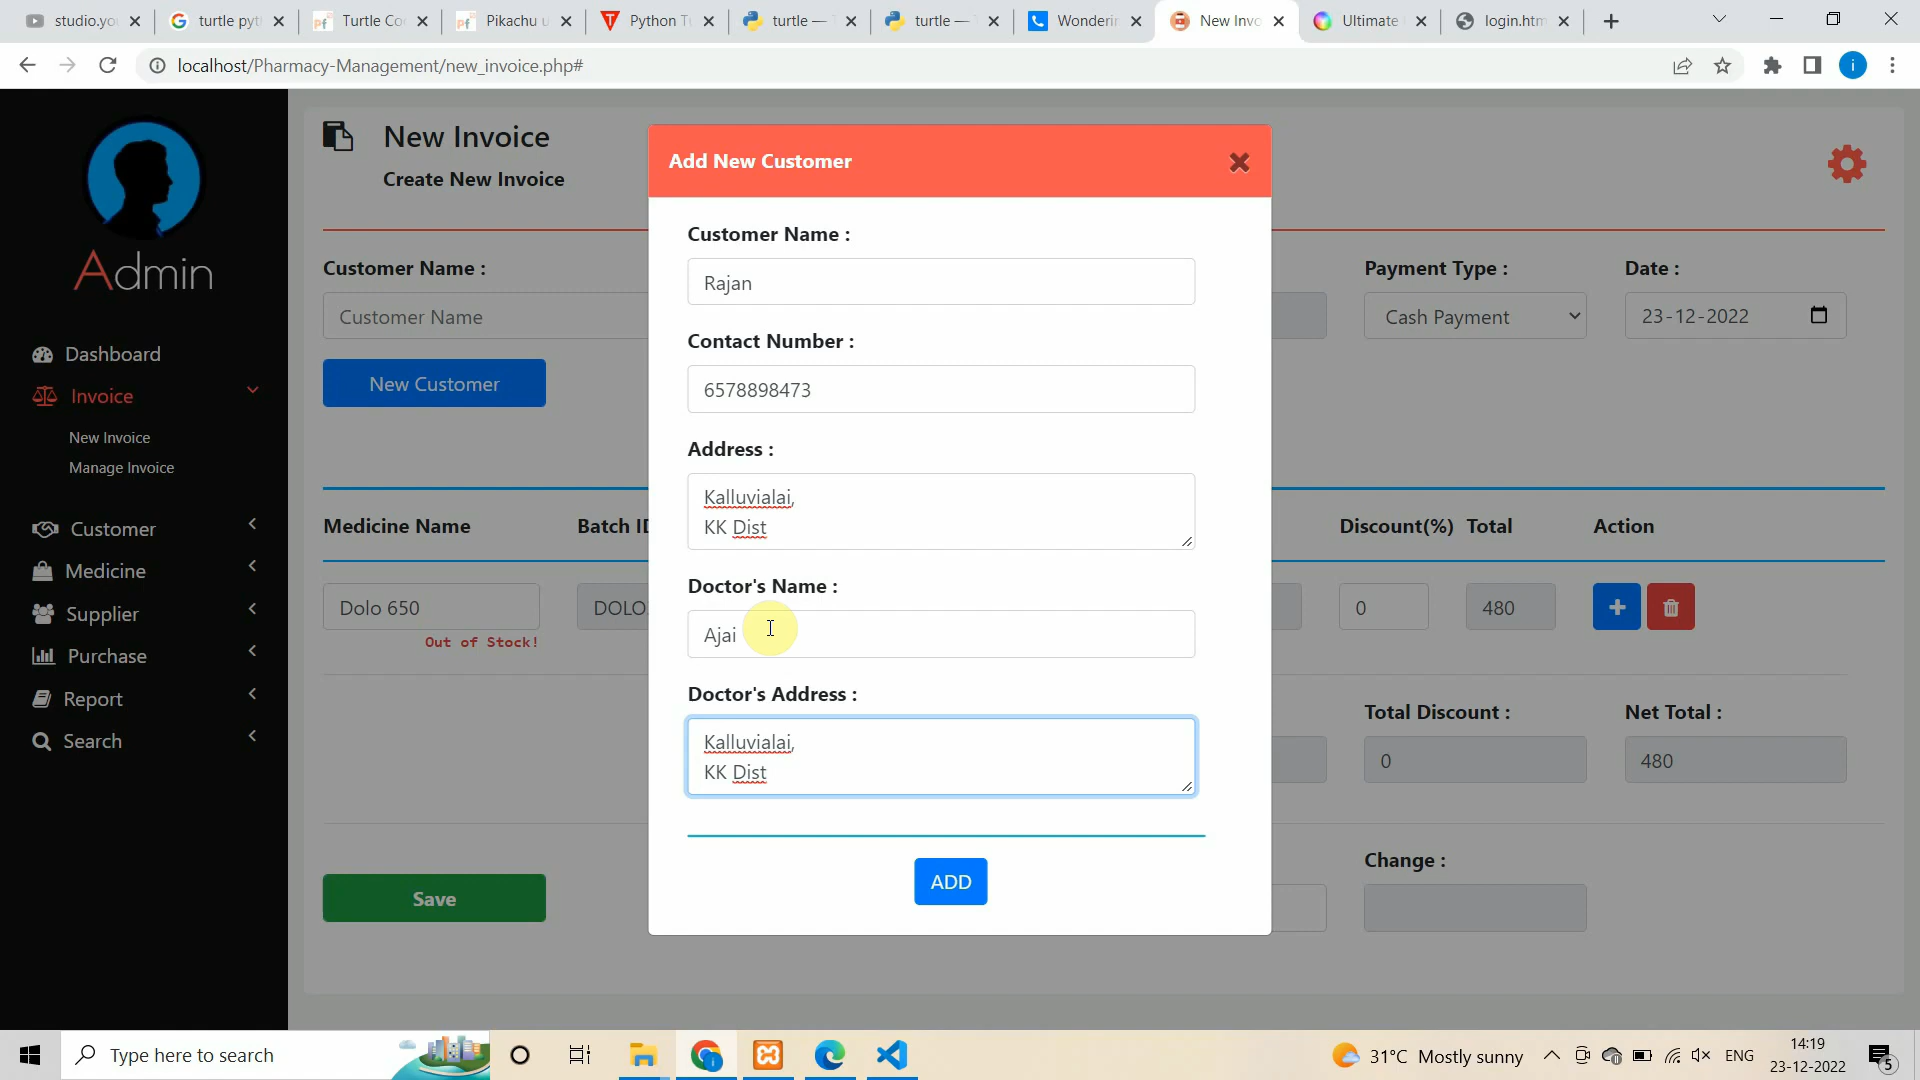 studio.yo
turtle pyt
Turtle Co
Pikachu u
Python T
turtle —
turtle —
Wonderin
New Invo
Ultimate
login.htm
localhost/Pharmacy-Management/new_invoice.php#
i
Admin
Dashboard
Invoice
New Invoice
Manage Invoice
Customer
Medicine
Supplier
Purchase
Report
Search
New Invoice
Create New Invoice
Customer Name :
Customer Name
Payment Type :
Cash Payment
Date :
23-12-2022
New Customer
Medicine Name
Batch I
Discount(%)
Total
Action
Dolo 650
DOLO
0
480
Out of Stock!
Total Discount :
Net Total :
0
480
Save
Change :
Add New Customer
Customer Name :
Rajan
Contact Number :
6578898473
Address :
Kalluvialai,
KK Dist
Doctor's Name :
Ajai
Doctor's Address :
Kalluvialai,
KK Dist
ADD
Type here to search
31°C Mostly sunny
ENG
14:19
23-12-2022
5